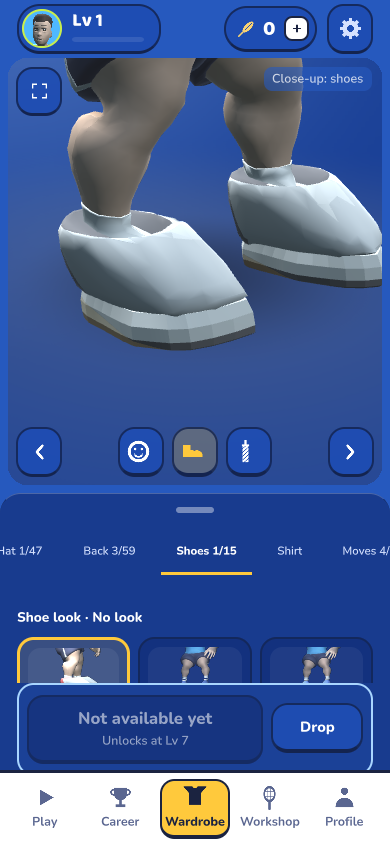 Lv 1
0
+
Close-up: shoes
Hat 1/47
Back 3/59
Shoes 1/15
Shirt
Moves 4/
Shoe look · No look
Not available yet
Unlocks at Lv 7
Drop
Play
Career
Wardrobe
Workshop
Profile